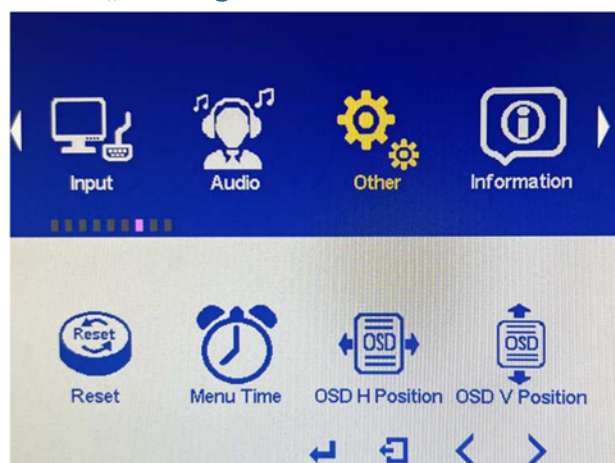 Input Audio Other Information
Reset
OSD OSD
Reset Menu Time OSD H Position OSD V Position